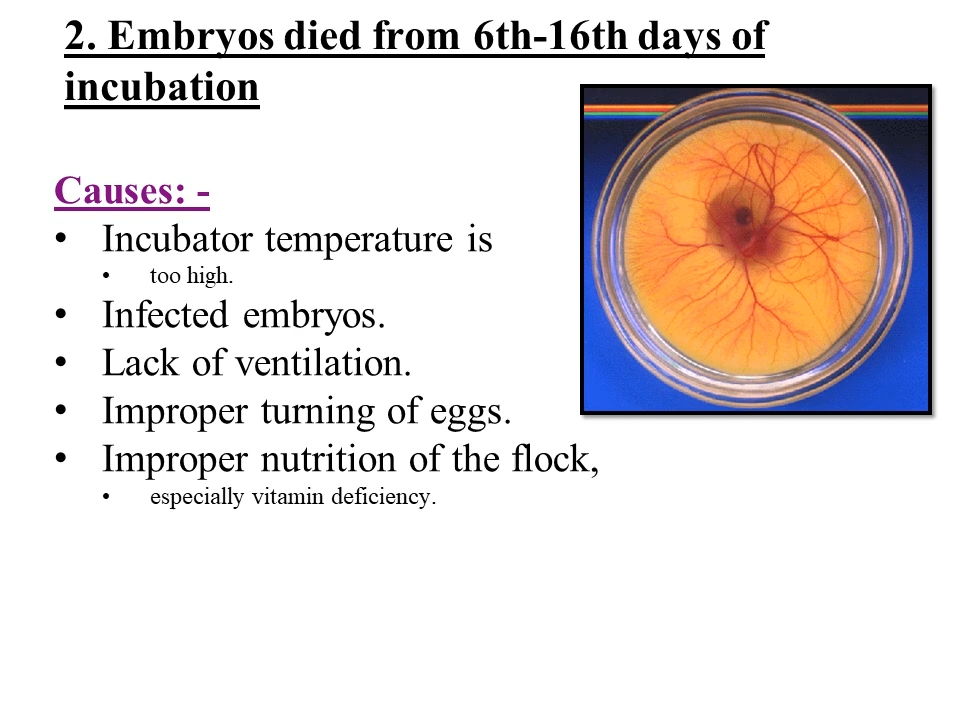 2. Embryos died from 6th-16th days of
incubation
Causes: -
• Incubator temperature is
• too high.
• Infected embryos.
• Lack of ventilation.
• Improper turning of eggs.
• Improper nutrition of the flock,
• especially vitamin deficiency.